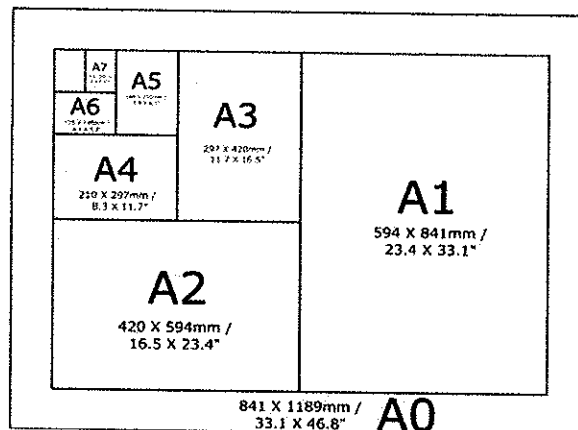 A7
A5
A6
A3
297 X 420mm /
11.7 X 16.5"
A4
210 X 297mm /
8.3 X 11.7"
A1
594 X 841mm /
23.4 X 33.1"
A2
420 X 594mm /
16.5 X 23.4"
841 X 1189mm /
33.1 X 46.8"
A0